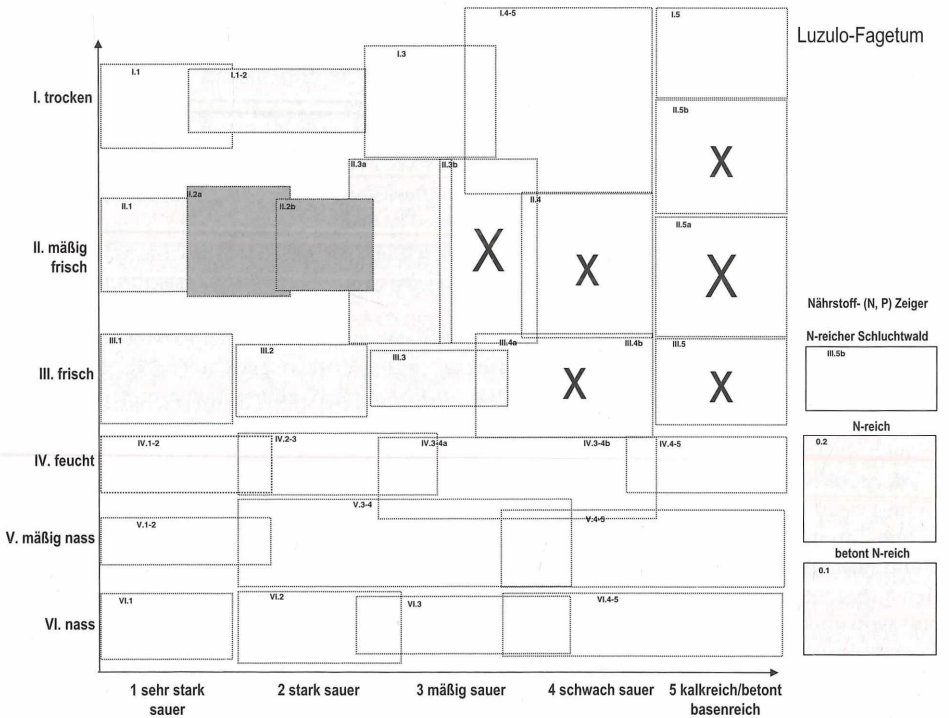 Luzulo-Fagetum
I.4-5
I.5
I.3
I.1
I.1-2
I. trocken
II.5b
X
II.3a
II.3b
II.1
II.2a
II.2b
II.4
II.5a
X
X
X
II. mäßig
frisch
Nährstoff- (N, P) Zeiger
N-reicher Schluchtwald
III.5b
III.1
III.2
III.3
III.4a
III.4b
III.5
X
X
III. frisch
N-reich
0.2
IV.1-2
IV.2-3
IV.3-4a
IV.3-4b
IV.4-5
IV. feucht
V.3-4
V.1-2
V.4-5
V. mäßig nass
betont N-reich
0.1
VI.1
VI.2
VI.3
VI.4-5
VI. nass
1 sehr stark
sauer
2 stark sauer
3 mäßig sauer
4 schwach sauer
5 kalkreich/betont
basenreich